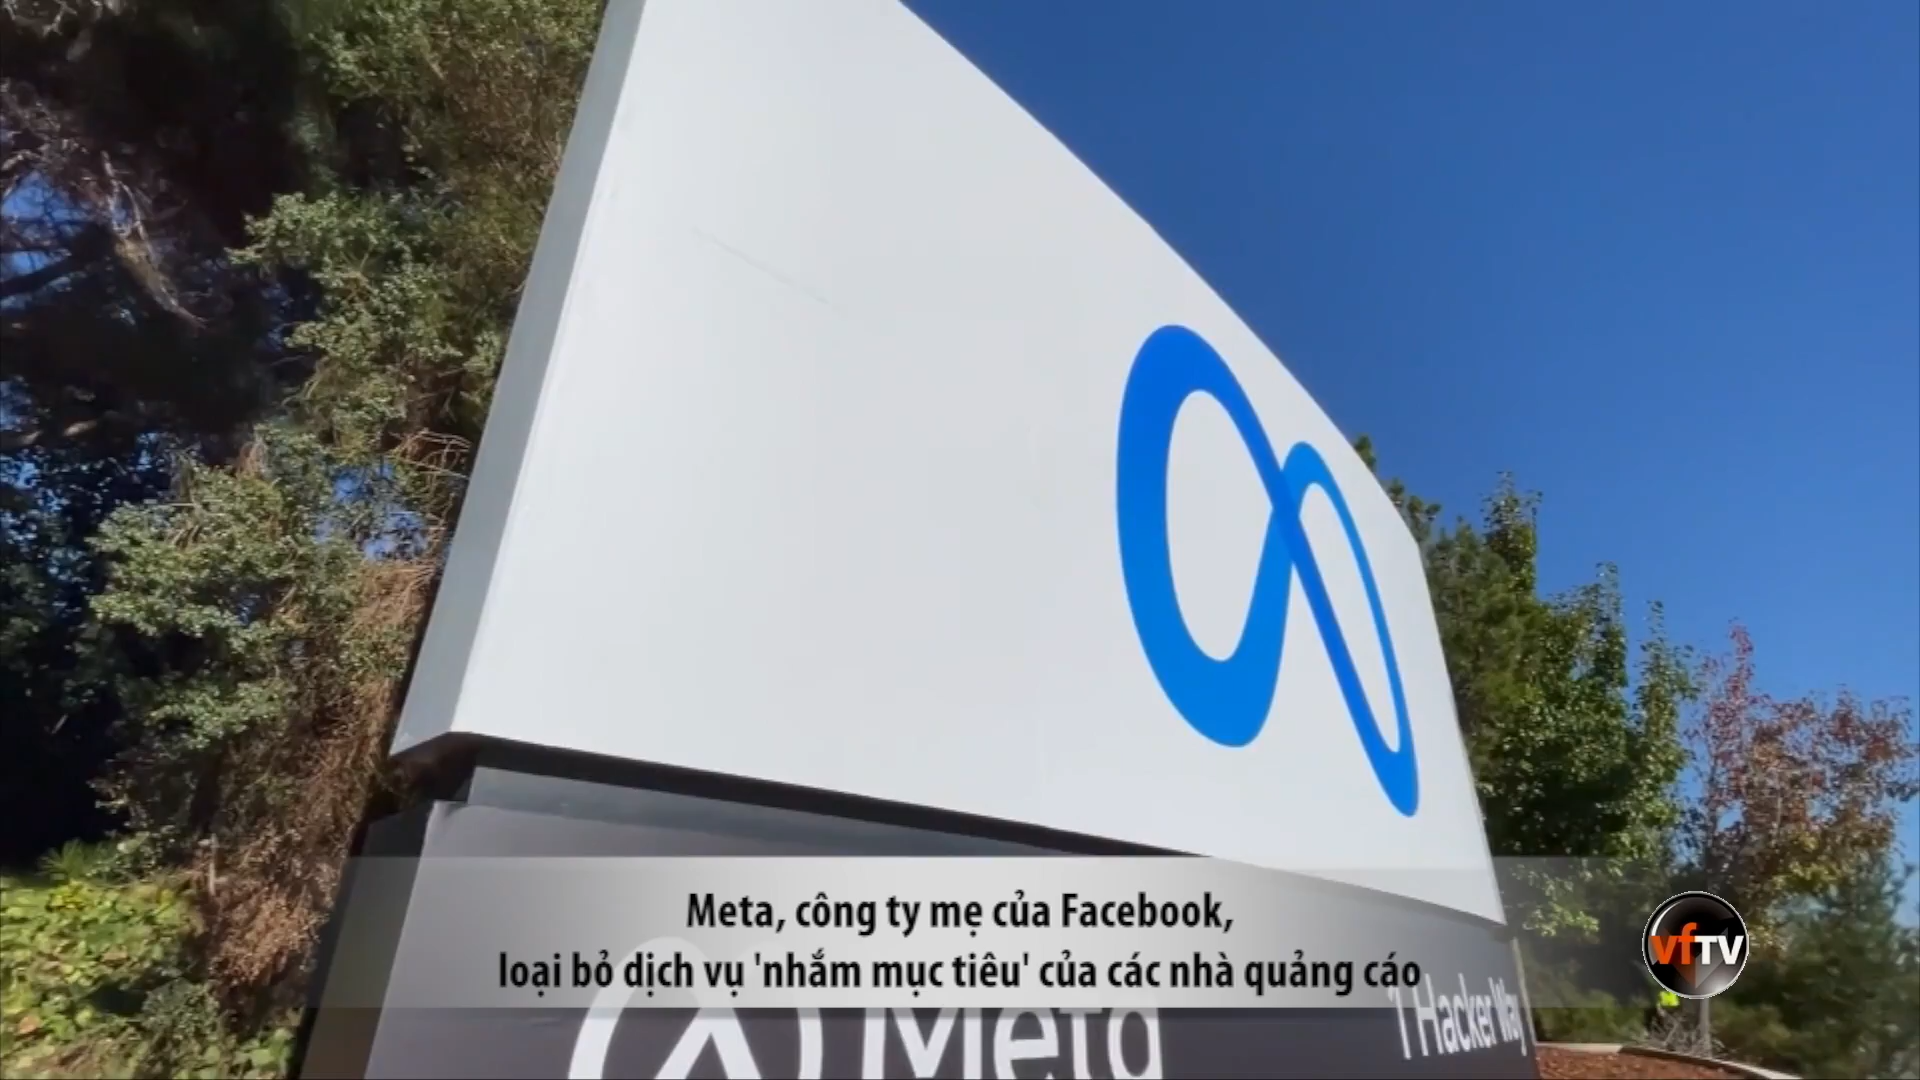 Meta, công ty mẹ của Facebook,
loại bỏ dịch vụ 'nhắm mục tiêu' của các nhà quảng cáo
vfTV
Meta
1 Hacker Way